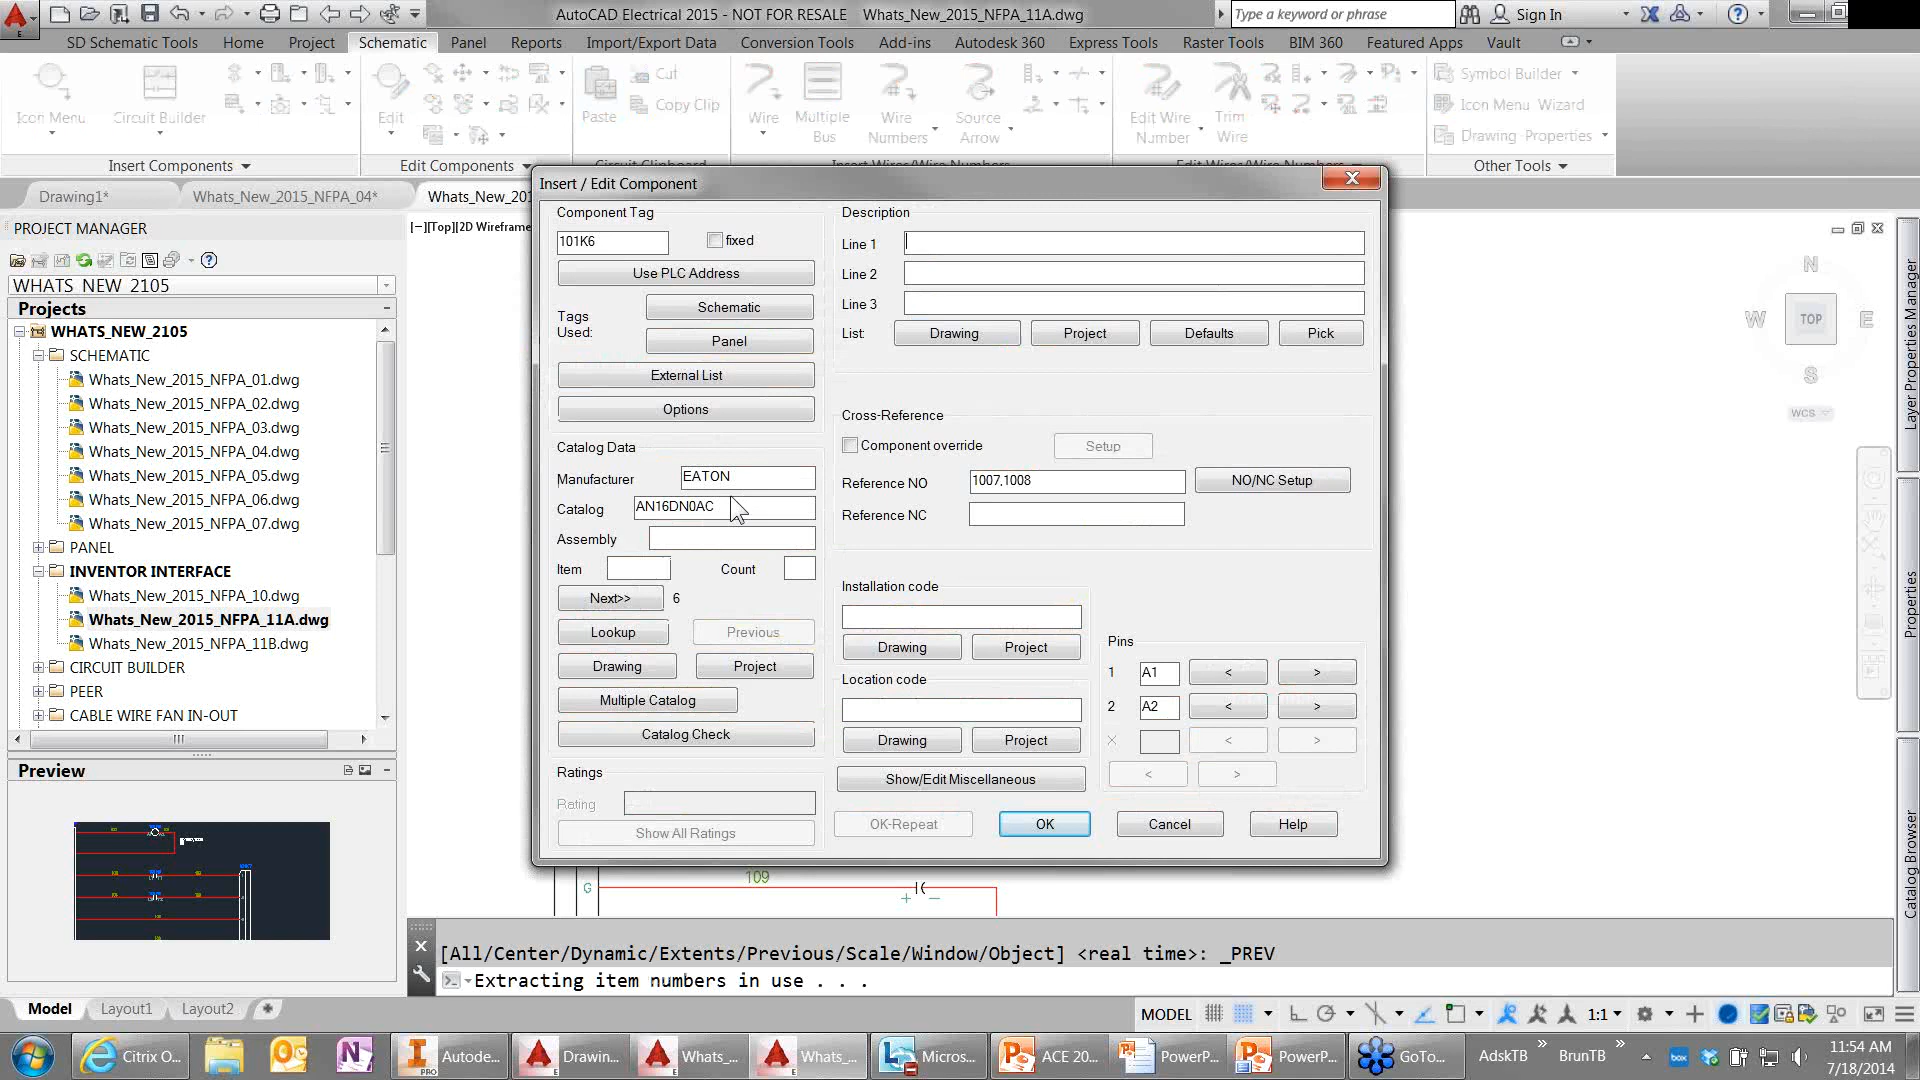 AutoCAD Electrical 2015 - NOT FOR RESALE Whats_New_2015_NFPA_11A.dwg
Type a keyword or phrase
Sign In
SD Schematic Tools Home Project Schematic Panel Reports Import/Export Data Conversion Tools Add-ins Autodesk 360 Express Tools Raster Tools BIM 360 Featured Apps Vault
Icon Menu
Circuit Builder
Edit
Paste
Cut
Copy Clip
Wire
Multiple Bus
Wire Numbers
Source Arrow
Edit Wire Number
Trim Wire
Symbol Builder
Icon Menu Wizard
Drawing Properties
Insert Components
Edit Components
Circuit Clipboard
Insert Wires/Wire Numbers
Edit Wires/Wire Numbers
Other Tools
Drawing1*
Whats_New_2015_NFPA_04*
Whats_New_201
PROJECT MANAGER
WHATS_NEW_2105
Projects
WHATS_NEW_2105
SCHEMATIC
Whats_New_2015_NFPA_01.dwg
Whats_New_2015_NFPA_02.dwg
Whats_New_2015_NFPA_03.dwg
Whats_New_2015_NFPA_04.dwg
Whats_New_2015_NFPA_05.dwg
Whats_New_2015_NFPA_06.dwg
Whats_New_2015_NFPA_07.dwg
PANEL
INVENTOR INTERFACE
Whats_New_2015_NFPA_10.dwg
Whats_New_2015_NFPA_11A.dwg
Whats_New_2015_NFPA_11B.dwg
CIRCUIT BUILDER
PEER
CABLE WIRE FAN IN-OUT
Preview
[−][Top][2D Wireframe
Insert / Edit Component
Component Tag
101K6
fixed
Use PLC Address
Tags Used:
Schematic
Panel
External List
Options
Catalog Data
Manufacturer EATON
Catalog AN16DN0AC
Assembly
Item Count
Next>> 6
Lookup Previous
Drawing Project
Multiple Catalog
Catalog Check
Ratings
Rating
Show All Ratings
Description
Line 1
Line 2
Line 3
List: Drawing Project Defaults Pick
Cross-Reference
Component override Setup
Reference NO 1007,1008 NO/NC Setup
Reference NC
Installation code
Drawing Project
Location code
Drawing Project
Show/Edit Miscellaneous
Pins
1 A1 < >
2 A2 < >
< >
< >
OK-Repeat OK Cancel Help
N
W TOP E
S
WCS
Layer Properties Manager
Properties
Catalog Browser
G
109
+ −
[All/Center/Dynamic/Extents/Previous/Scale/Window/Object] <real time>: _PREV
Extracting item numbers in use . . .
Model Layout1 Layout2
MODEL
1:1
Citrix O...
Autode...
Drawin...
Whats_...
Whats_...
Micros...
ACE 20...
PowerP...
PowerP...
GoTo...
AdskTB
BrunTB
11:54 AM
7/18/2014